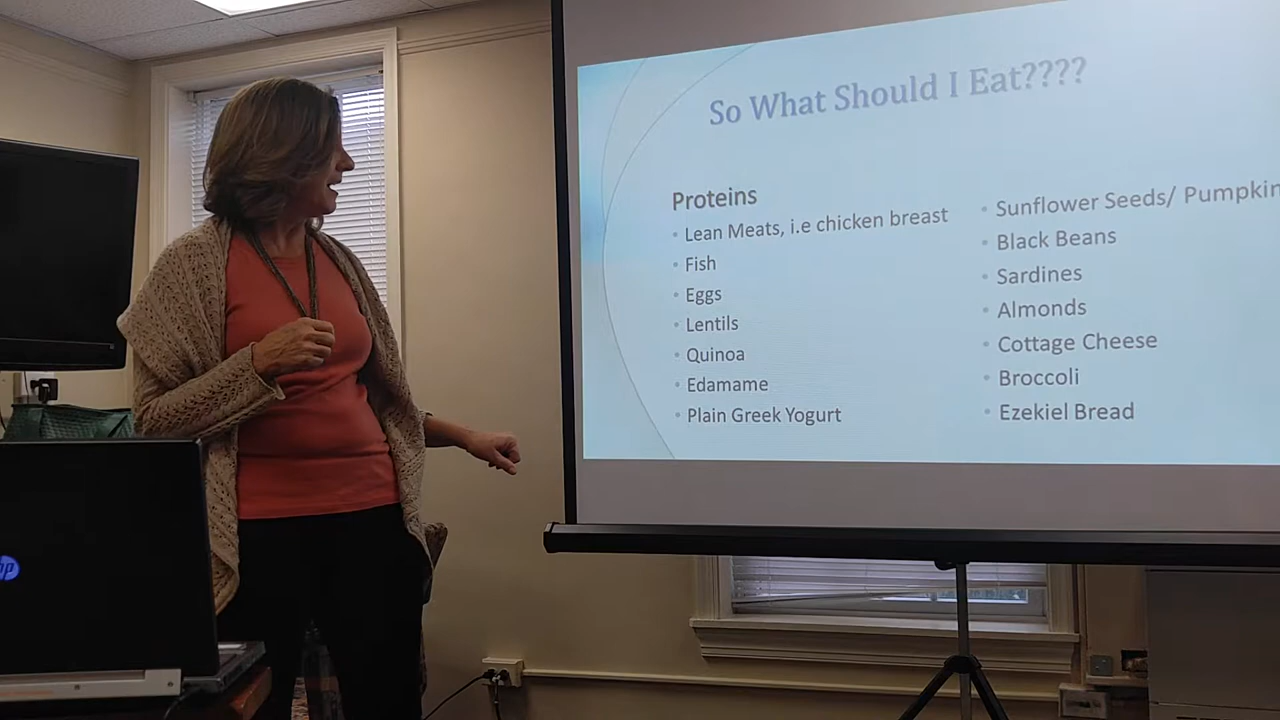 So What Should I Eat????
Proteins
Lean Meats, i.e chicken breast
Fish
Eggs
Lentils
Quinoa
Edamame
Plain Greek Yogurt
Sunflower Seeds/ Pumpkin
Black Beans
Sardines
Almonds
Cottage Cheese
Broccoli
Ezekiel Bread
hp